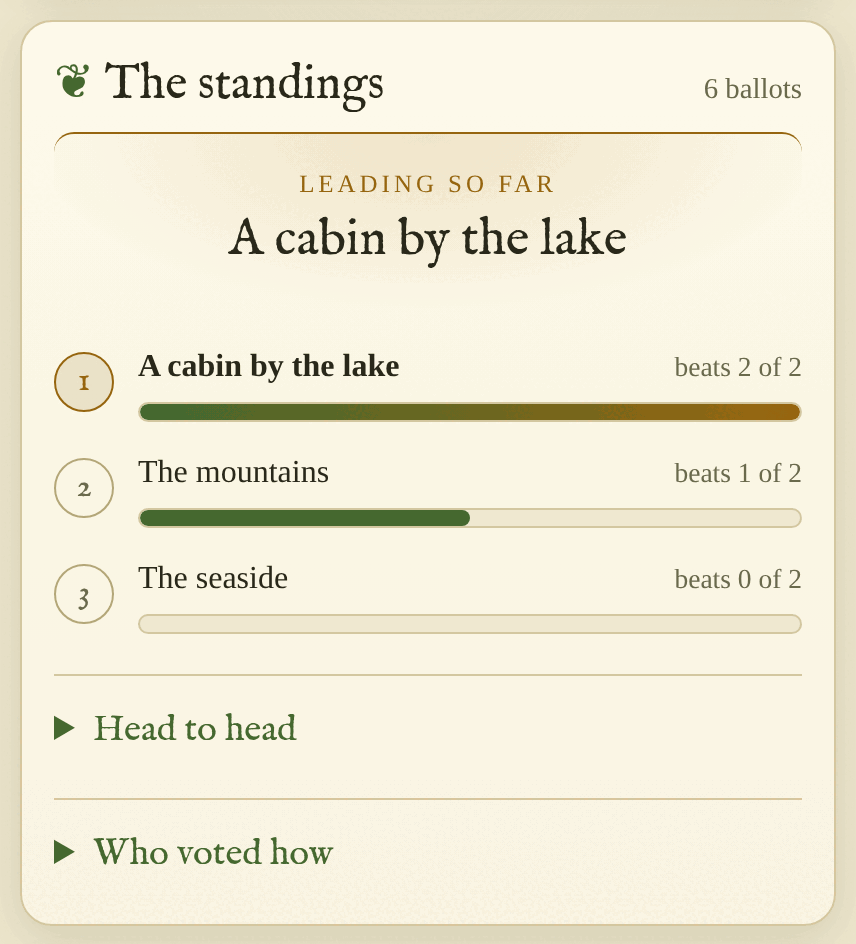 ❦ The standings
6 ballots
LEADING SO FAR
A cabin by the lake
1
A cabin by the lake
beats 2 of 2
2
The mountains
beats 1 of 2
3
The seaside
beats 0 of 2
Head to head
Who voted how